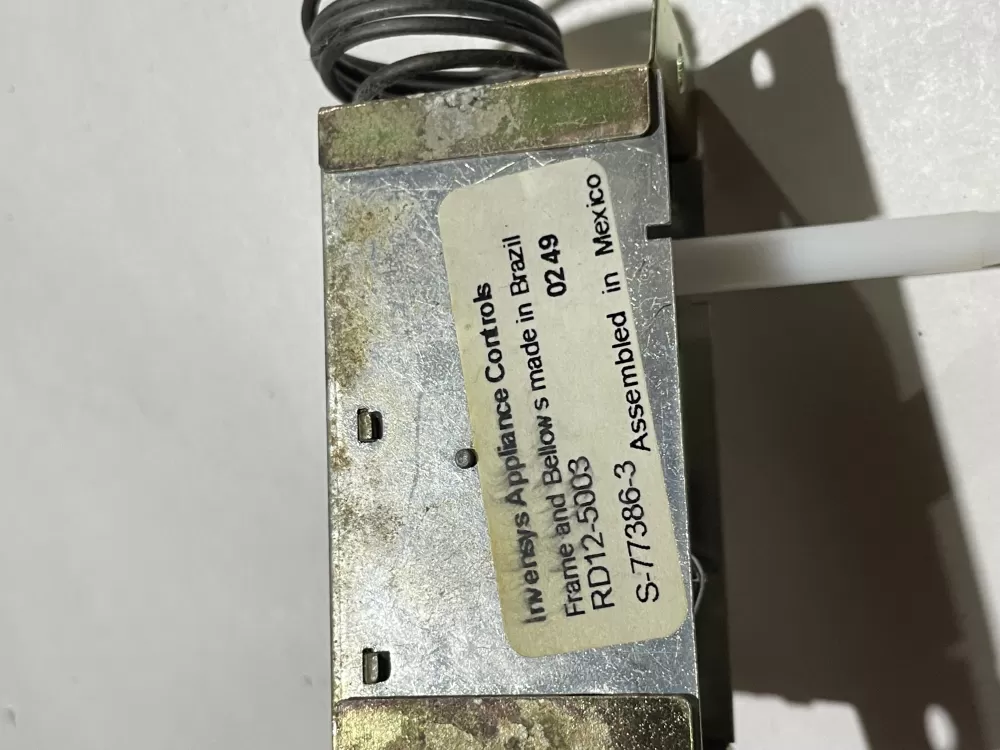 Invensys Appliance Controls
Frame and Bellows made in Brazil
RD12-5003 0249
S-77386-3 Assembled in Mexico